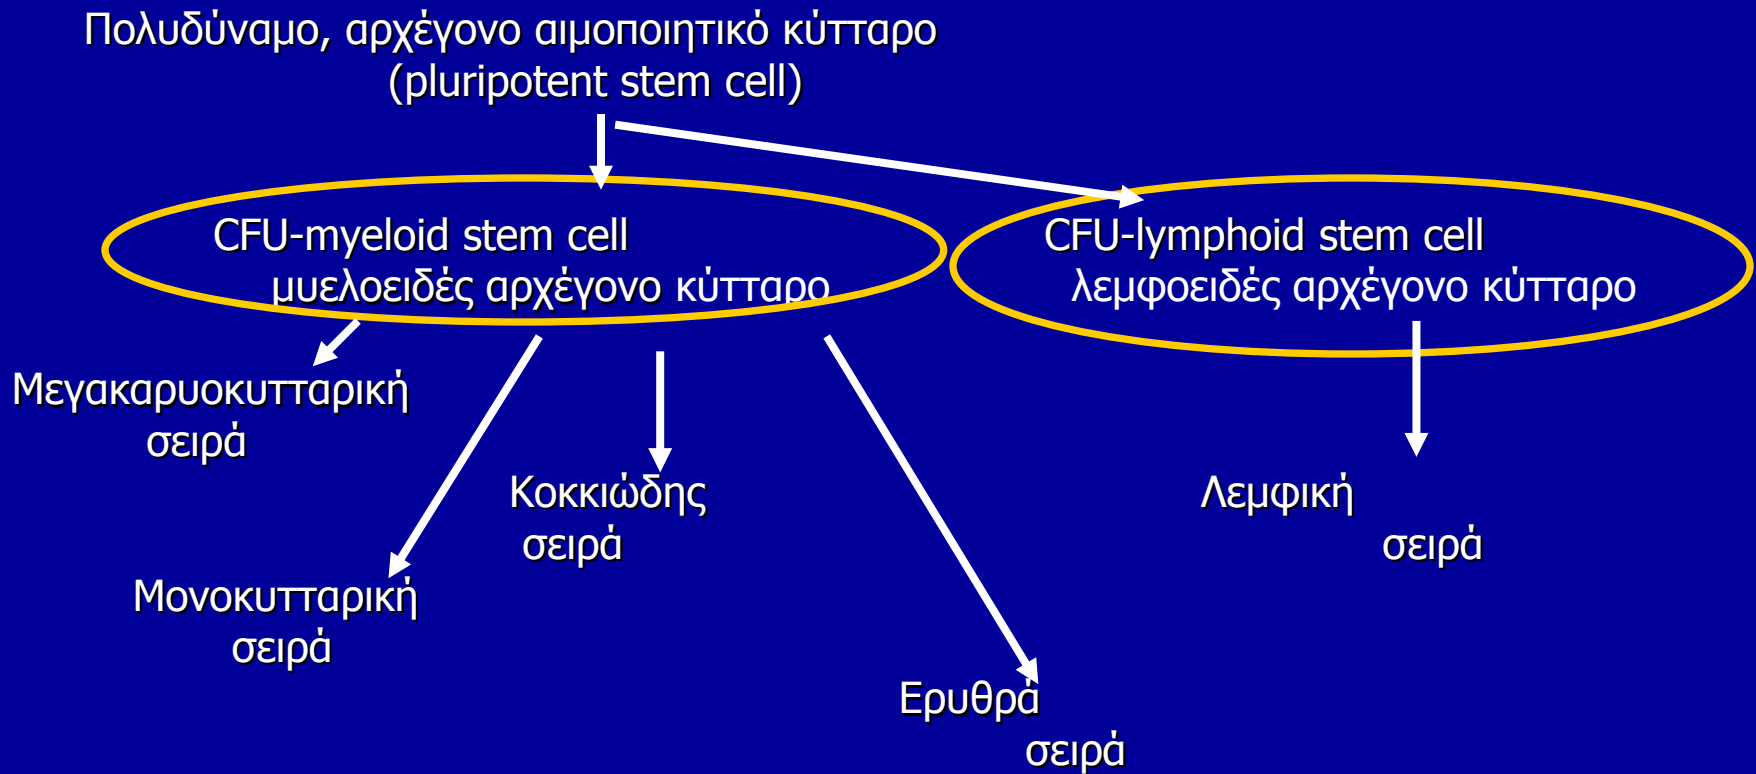 Πολυδύναμο, αρχέγονο αιμοποιητικό κύτταρο
(pluripotent stem cell)
CFU-myeloid stem cell
μυελοειδές αρχέγονο κύτταρο
CFU-lymphoid stem cell
λεμφοειδές αρχέγονο κύτταρο
Μεγακαρυοκυτταρική
σειρά
Κοκκιώδης
σειρά
Λεμφική
σειρά
Μονοκυτταρική
σειρά
Ερυθρά
σειρά